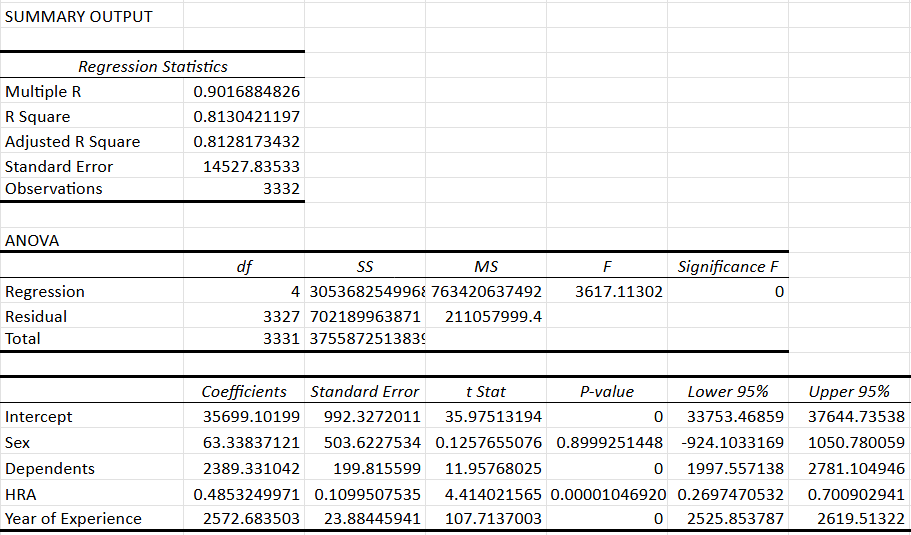 SUMMARY OUTPUT
Regression Statistics
Multiple R 0.9016884826
R Square 0.8130421197
Adjusted R Square 0.8128173432
Standard Error 14527.83533
Observations 3332
ANOVA
df SS MS F Significance F
Regression 4 305368254996 763420637492 3617.11302 0
Residual 3327 702189963871 211057999.4
Total 3331 375587251383
Coefficients Standard Error t Stat P-value Lower 95% Upper 95%
Intercept 35699.10199 992.3272011 35.97513194 0 33753.46859 37644.73538
Sex 63.33837121 503.6227534 0.1257655076 0.8999251448 -924.1033169 1050.780059
Dependents 2389.331042 199.815599 11.95768025 0 1997.557138 2781.104946
HRA 0.4853249971 0.1099507535 4.414021565 0.00001046920 0.2697470532 0.700902941
Year of Experience 2572.683503 23.88445941 107.7137003 0 2525.853787 2619.51322